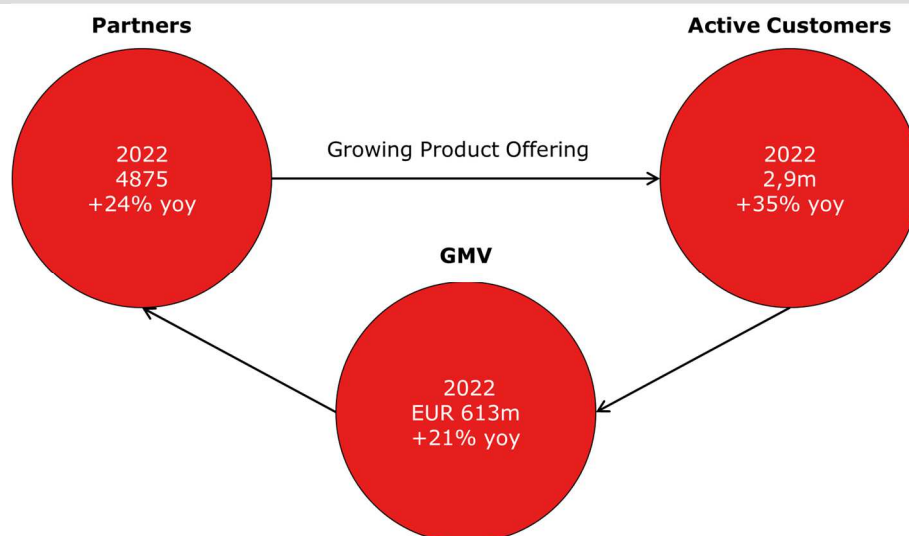 Partners
Active Customers
2022
4875
+24% yoy
Growing Product Offering
2022
2,9m
+35% yoy
GMV
2022
EUR 613m
+21% yoy